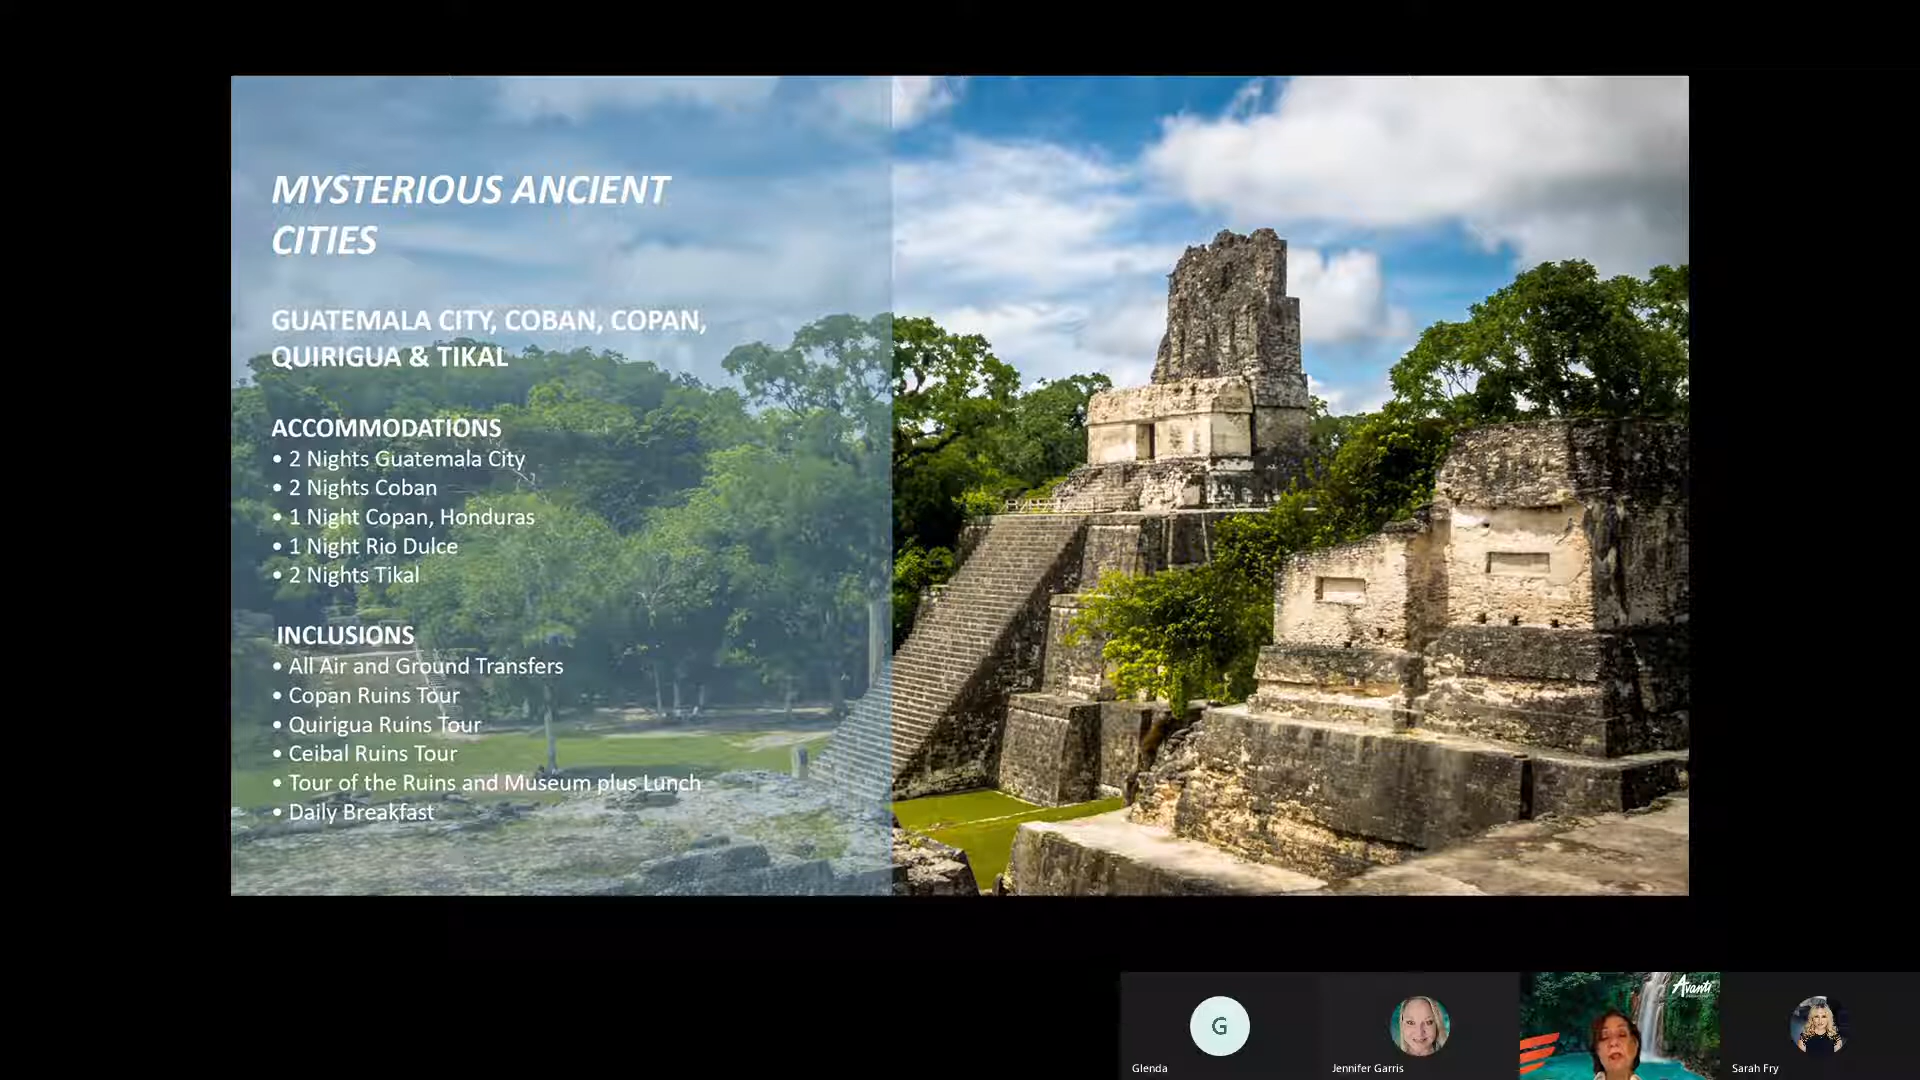 MYSTERIOUS ANCIENT
CITIES
GUATEMALA CITY, COBAN, COPAN,
QUIRIGUA & TIKAL
ACCOMMODATIONS
• 2 Nights Guatemala City
• 2 Nights Coban
• 1 Night Copan, Honduras
• 1 Night Rio Dulce
• 2 Nights Tikal
INCLUSIONS
• All Air and Ground Transfers
• Copan Ruins Tour
• Quirigua Ruins Tour
• Ceibal Ruins Tour
• Tour of the Ruins and Museum plus Lunch
• Daily Breakfast
G
Glenda
Jennifer Garris
Avanti
Sarah Fry